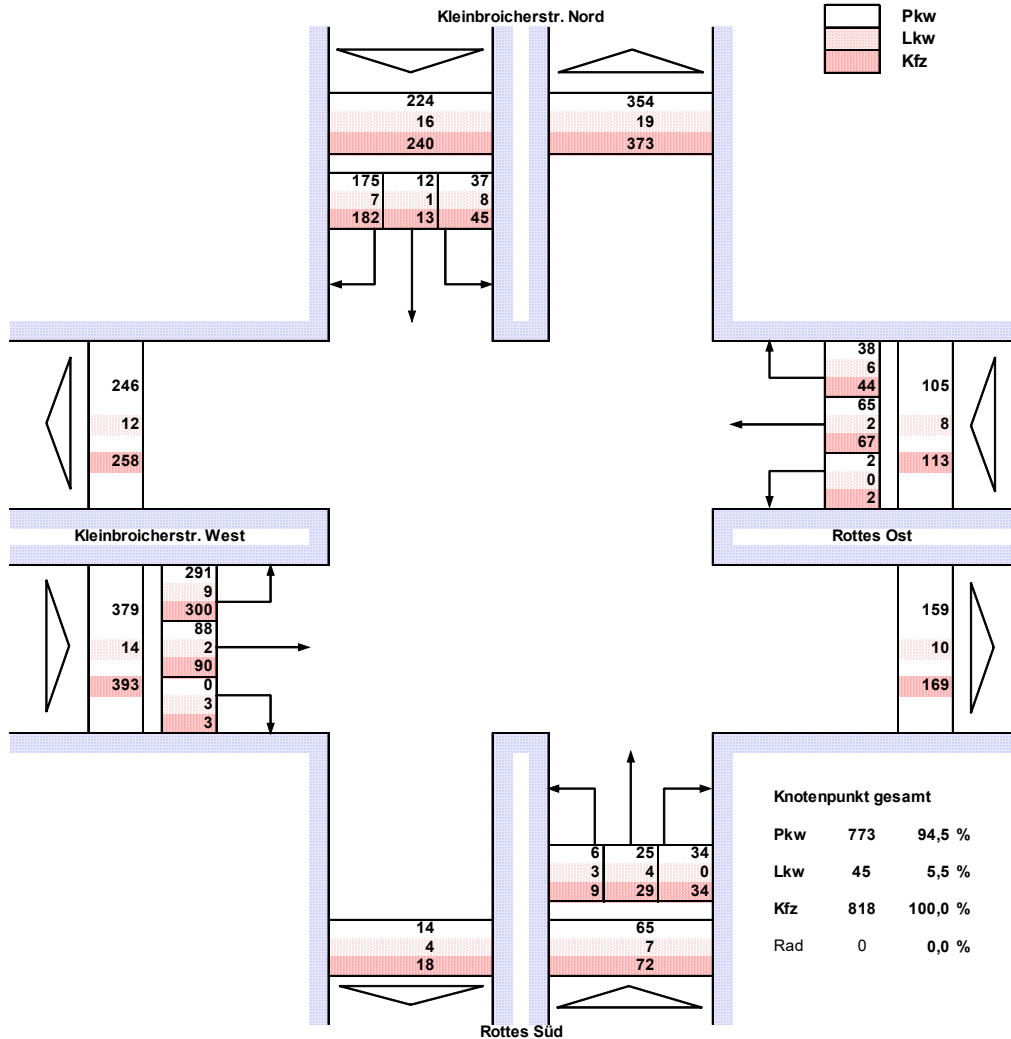 Kleinbroicherstr. Nord
Pkw
Lkw
Kfz
224
16
240
354
19
373
175 12 37
7 1 8
182 13 45
246
12
258
38
6
44
65
2
67
2
0
2
105
8
113
Kleinbroicherstr. West
Rottes Ost
379
14
393
291
9
300
88
2
90
0
3
3
159
10
169
6 25 34
3 4 0
9 29 34
14
4
18
65
7
72
Knotenpunkt gesamt
Pkw 773 94,5 %
Lkw 45 5,5 %
Kfz 818 100,0 %
Rad 0 0,0 %
Rottes Süd